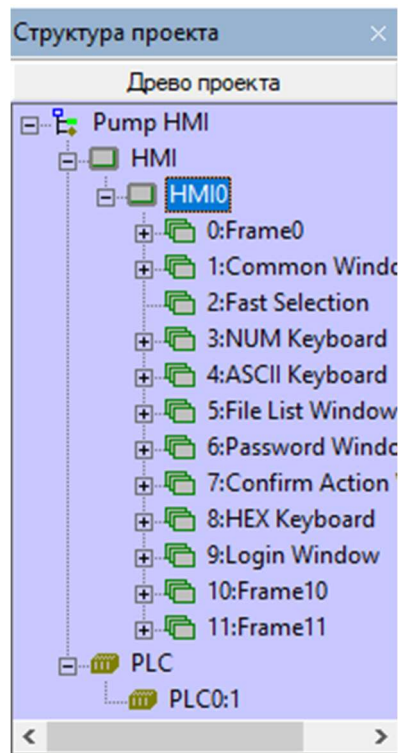 Структура проекта
Древо проекта
Pump HMI
HMI
HMI0
0:Frame0
1:Common Windo
2:Fast Selection
3:NUM Keyboard
4:ASCII Keyboard
5:File List Window
6:Password Windo
7:Confirm Action
8:HEX Keyboard
9:Login Window
10:Frame10
11:Frame11
PLC
PLC0:1